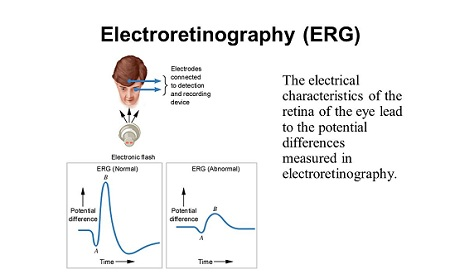 Electroretinography (ERG)
Electrodes
connected
to detection
and recording
device
Electronic flash
The electrical
characteristics of the
retina of the eye lead
to the potential
differences
measured in
electroretinography.
ERG (Normal)
B
Potential
difference
A
Time
ERG (Abnormal)
B
Potential
difference
A
Time